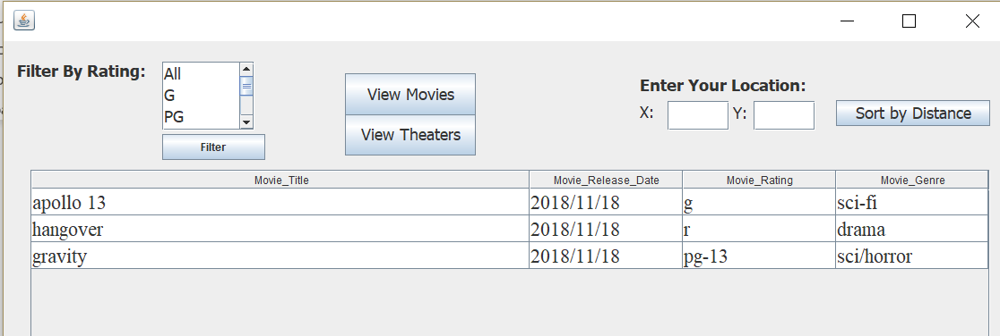 Filter By Rating:
All
G
PG
Filter
View Movies
View Theaters
Enter Your Location:
X: Y: Sort by Distance
Movie_Title Movie_Release_Date Movie_Rating Movie_Genre
apollo 13 2018/11/18 g sci-fi
hangover 2018/11/18 r drama
gravity 2018/11/18 pg-13 sci/horror